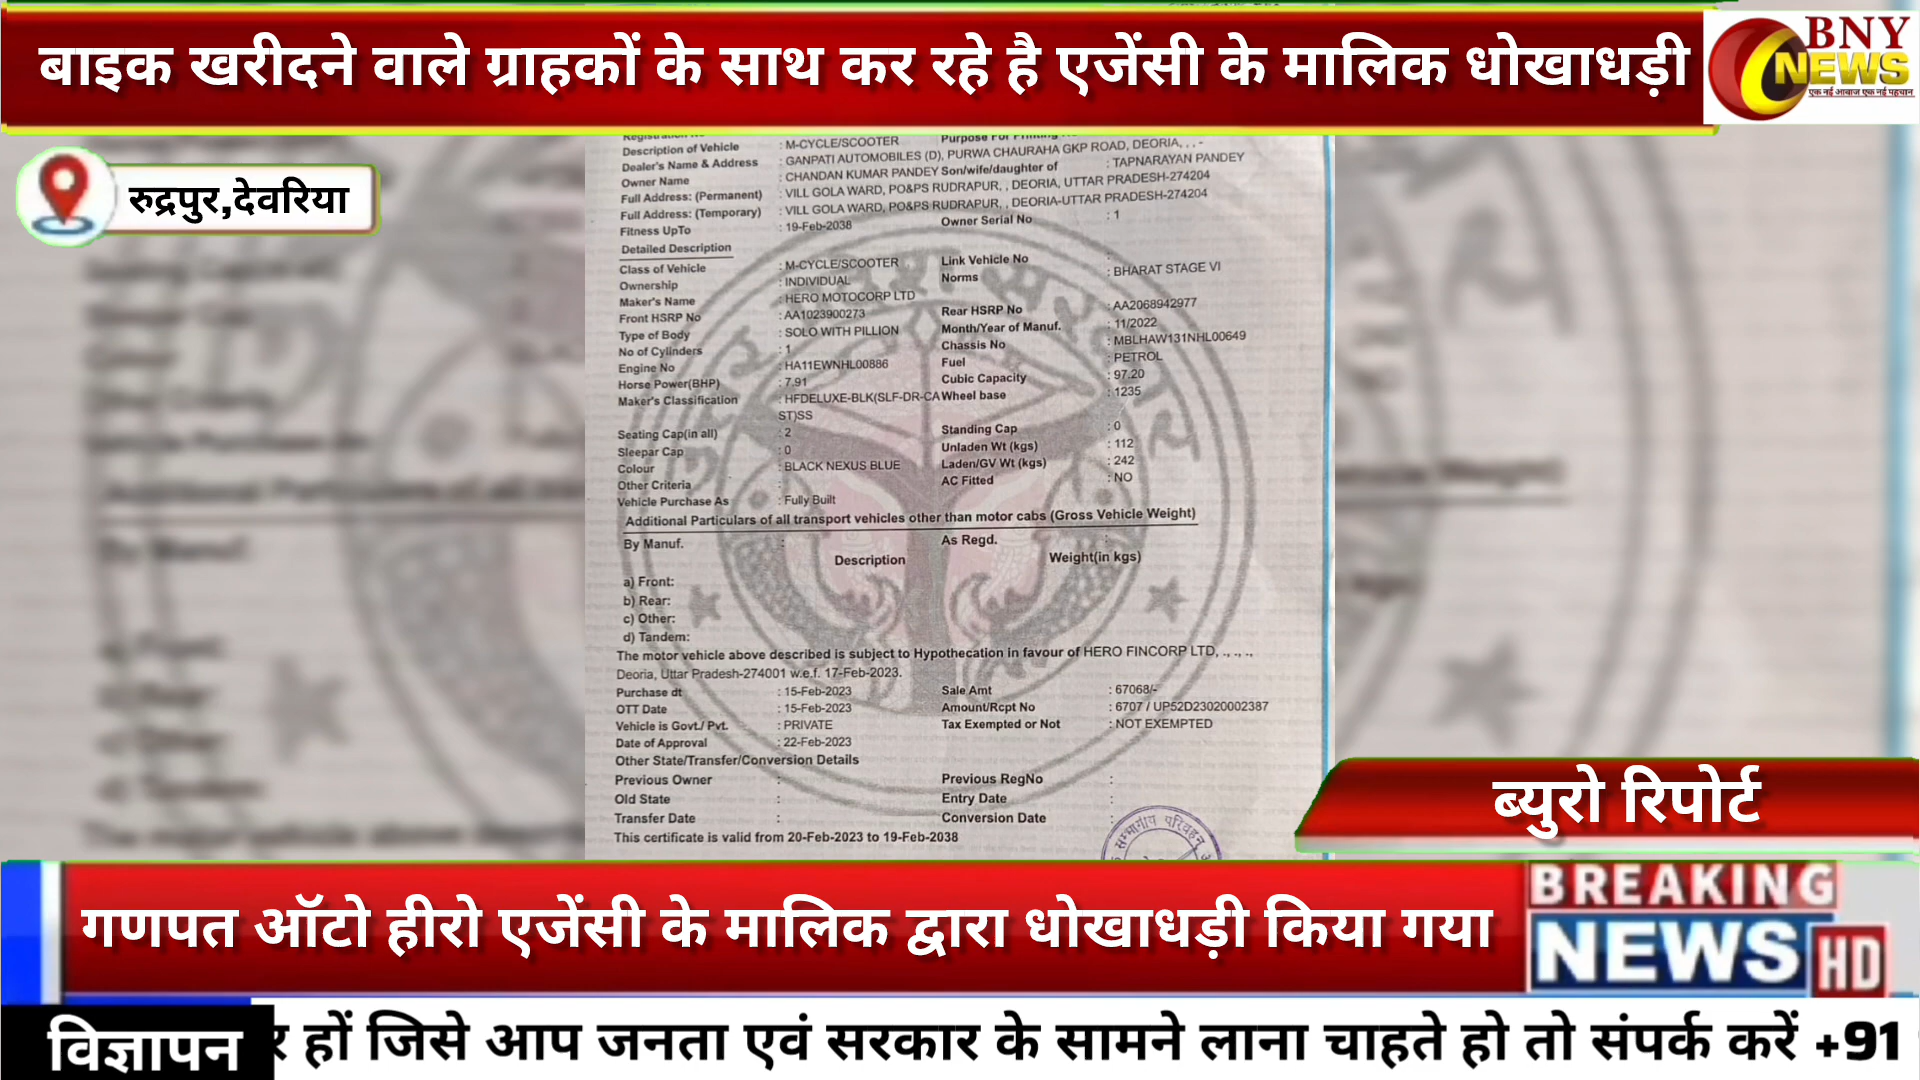 बाइक खरीदने वाले ग्राहकों के साथ कर रहे है एजेंसी के मालिक धोखाधड़ी
BNY
NEWS
एक नई आवाज एक नई पहचान
रुद्रपुर,देवरिया
Description of Vehicle : M-CYCLE/SCOOTER Purpose For
Dealer's Name & Address : GANPATI AUTOMOBILES (D), PURWA CHAURAHA GKP ROAD, DEORIA, , , -
Owner Name : CHANDAN KUMAR PANDEY Son/wife/daughter of : TAPNARAYAN PANDEY
Full Address: (Permanent) : VILL GOLA WARD, PO&PS RUDRAPUR, , DEORIA, UTTAR PRADESH-274204
Full Address: (Temporary) : VILL GOLA WARD, PO&PS RUDRAPUR, , DEORIA-UTTAR PRADESH-274204
Fitness UpTo : 19-Feb-2038 Owner Serial No : 1
Detailed Description
Class of Vehicle : M-CYCLE/SCOOTER Link Vehicle No :
Ownership : INDIVIDUAL Norms : BHARAT STAGE VI
Maker's Name : HERO MOTOCORP LTD
Front HSRP No : AA1023900273 Rear HSRP No : AA2068942977
Type of Body : SOLO WITH PILLION Month/Year of Manuf. : 11/2022
No of Cylinders : 1 Chassis No : MBLHAW131NHL00649
Engine No : HA11EWNHL00886 Fuel : PETROL
Horse Power(BHP) : 7.91 Cubic Capacity : 97.20
Maker's Classification : HFDELUXE-BLK(SLF-DR-CA Wheel base : 1235
ST)SS
Seating Cap(in all) : 2 Standing Cap : 0
Sleepar Cap : 0 Unladen Wt (kgs) : 112
Colour : BLACK NEXUS BLUE Laden/GV Wt (kgs) : 242
Other Criteria : AC Fitted : NO
Vehicle Purchase As : Fully Built
Additional Particulars of all transport vehicles other than motor cabs (Gross Vehicle Weight)
By Manuf. : As Regd. :
Description Weight(in kgs)
a) Front:
b) Rear:
c) Other:
d) Tandem:
The motor vehicle above described is subject to Hypothecation in favour of HERO FINCORP LTD, ., ., .,
Deoria, Uttar Pradesh-274001 w.e.f. 17-Feb-2023.
Purchase dt : 15-Feb-2023 Sale Amt : 67068/-
OTT Date : 15-Feb-2023 Amount/Rcpt No : 6707 / UP52D23020002387
Vehicle is Govt./ Pvt. : PRIVATE Tax Exempted or Not : NOT EXEMPTED
Date of Approval : 22-Feb-2023
Other State/Transfer/Conversion Details
Previous Owner : Previous RegNo :
Old State : Entry Date :
Transfer Date : Conversion Date :
This certificate is valid from 20-Feb-2023 to 19-Feb-2038
सम्भागीय परिवहन
ब्युरो रिपोर्ट
गणपत ऑटो हीरो एजेंसी के मालिक द्वारा धोखाधड़ी किया गया
BREAKING
NEWS HD
विज्ञापन
हों जिसे आप जनता एवं सरकार के सामने लाना चाहते हो तो संपर्क करें +91